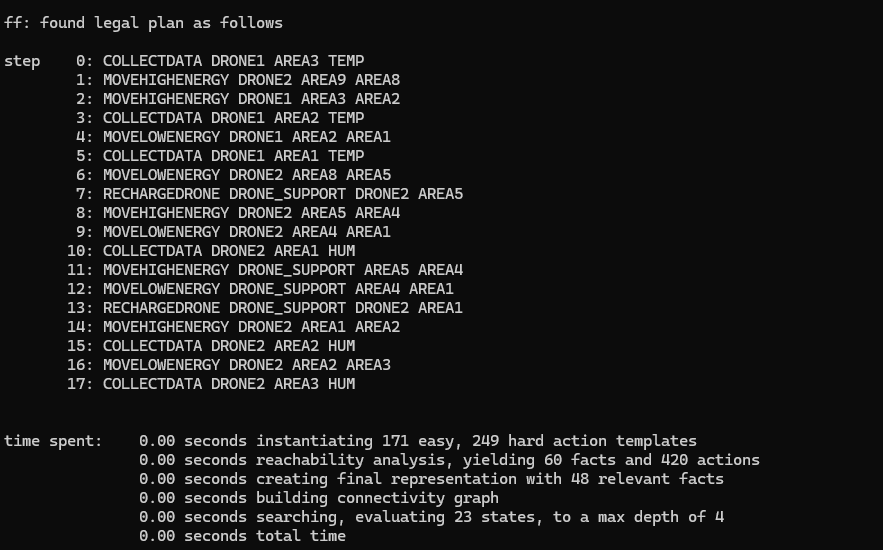 ff: found legal plan as follows
step    0: COLLECTDATA DRONE1 AREA3 TEMP
        1: MOVEHIGHENERGY DRONE2 AREA9 AREA8
        2: MOVEHIGHENERGY DRONE1 AREA3 AREA2
        3: COLLECTDATA DRONE1 AREA2 TEMP
        4: MOVELOWENERGY DRONE1 AREA2 AREA1
        5: COLLECTDATA DRONE1 AREA1 TEMP
        6: MOVELOWENERGY DRONE2 AREA8 AREA5
        7: RECHARGEDRONE DRONE_SUPPORT DRONE2 AREA5
        8: MOVEHIGHENERGY DRONE2 AREA5 AREA4
        9: MOVELOWENERGY DRONE2 AREA4 AREA1
       10: COLLECTDATA DRONE2 AREA1 HUM
       11: MOVEHIGHENERGY DRONE_SUPPORT AREA5 AREA4
       12: MOVELOWENERGY DRONE_SUPPORT AREA4 AREA1
       13: RECHARGEDRONE DRONE_SUPPORT DRONE2 AREA1
       14: MOVEHIGHENERGY DRONE2 AREA1 AREA2
       15: COLLECTDATA DRONE2 AREA2 HUM
       16: MOVELOWENERGY DRONE2 AREA2 AREA3
       17: COLLECTDATA DRONE2 AREA3 HUM
time spent:    0.00 seconds instantiating 171 easy, 249 hard action templates
               0.00 seconds reachability analysis, yielding 60 facts and 420 actions
               0.00 seconds creating final representation with 48 relevant facts
               0.00 seconds building connectivity graph
               0.00 seconds searching, evaluating 23 states, to a max depth of 4
               0.00 seconds total time